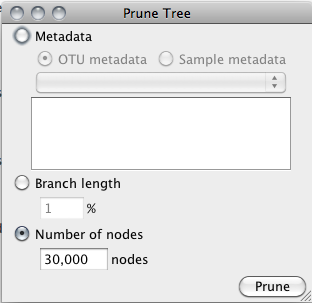 Prune Tree
Metadata
OTU metadata Sample metadata
Branch length
1 %
Number of nodes
30,000 nodes
Prune